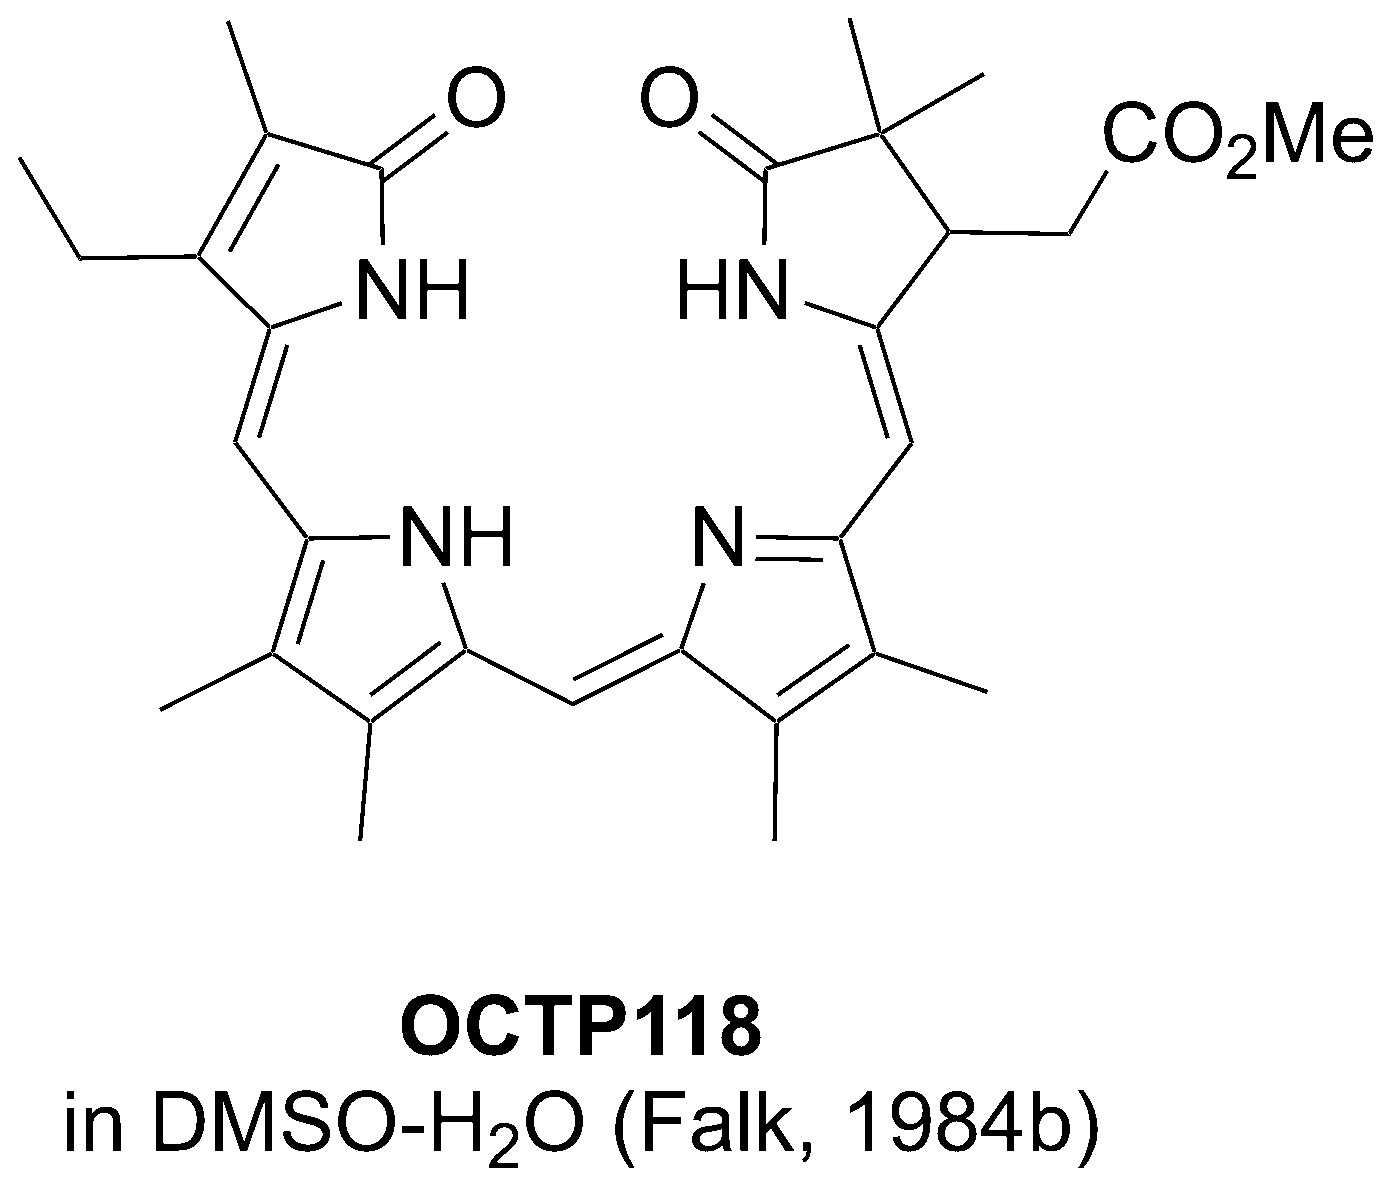 O O CO₂Me
NH HN
NH N
OCTP118
in DMSO-H₂O (Falk, 1984b)